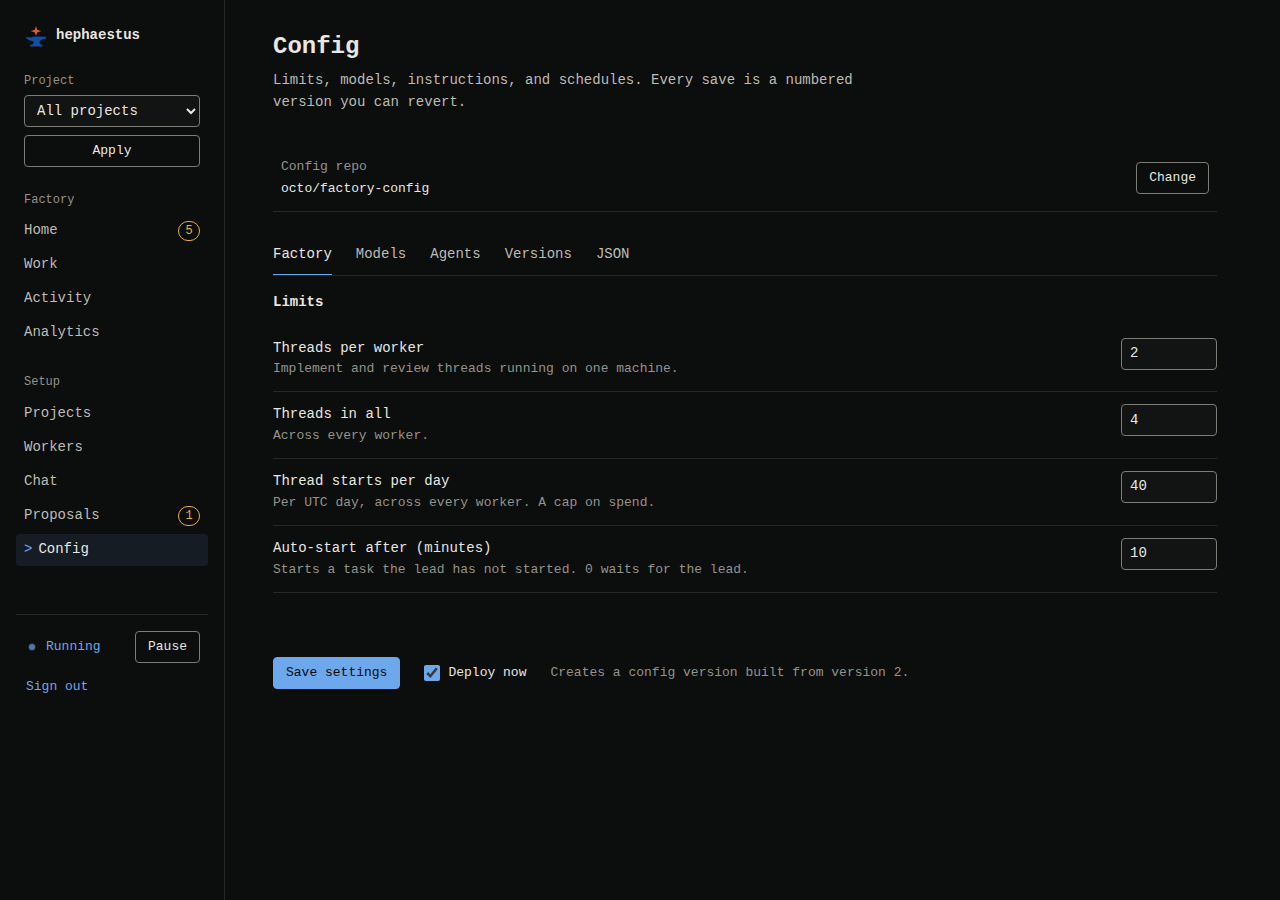 hephaestus
Project
All projects
Apply
Factory
Home 5
Work
Activity
Analytics
Setup
Projects
Workers
Chat
Proposals 1
> Config
Running Pause
Sign out
Config
Limits, models, instructions, and schedules. Every save is a numbered
version you can revert.
Config repo
octo/factory-config
Change
Factory Models Agents Versions JSON
Limits
Threads per worker
Implement and review threads running on one machine.
2
Threads in all
Across every worker.
4
Thread starts per day
Per UTC day, across every worker. A cap on spend.
40
Auto-start after (minutes)
Starts a task the lead has not started. 0 waits for the lead.
10
Save settings Deploy now Creates a config version built from version 2.